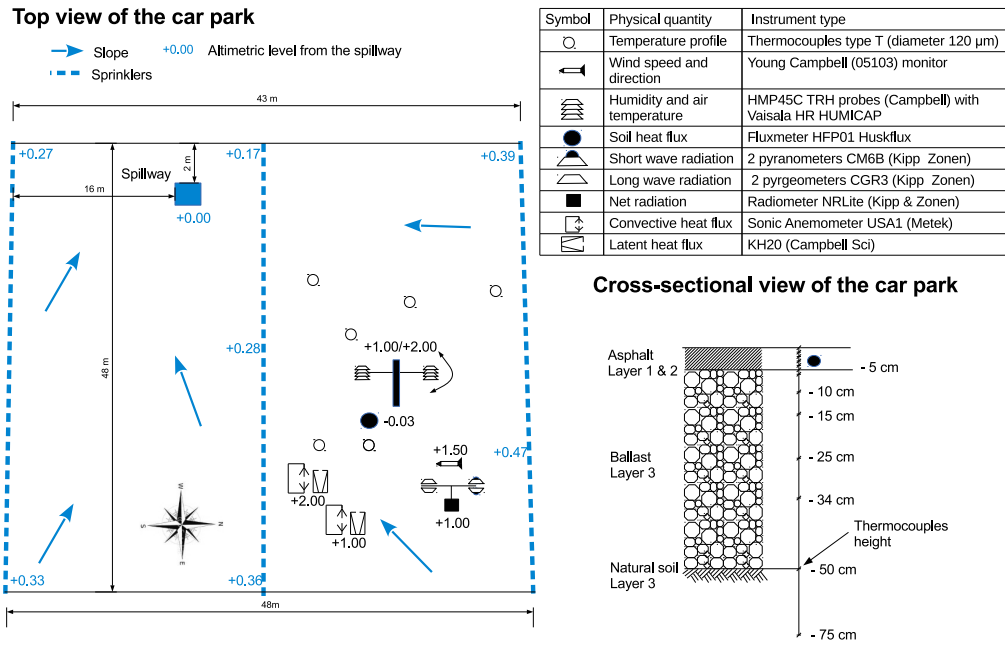 Top view of the car park
Slope
+0.00 Altimetric level from the spillway
Sprinklers
43 m
+0.27
+0.17
+0.39
2 m
Spillway
16 m
+0.00
48 m
+0.28
+1.00/+2.00
-0.03
+0.47
+1.50
+2.00
+1.00
+1.00
W
S
N
E
+0.33
+0.36
48m
Symbol Physical quantity Instrument type
Temperature profile Thermocouples type T (diameter 120 µm)
Wind speed and direction Young Campbell (05103) monitor
Humidity and air temperature HMP45C TRH probes (Campbell) with Vaisala HR HUMICAP
Soil heat flux Fluxmeter HFP01 Huskflux
Short wave radiation 2 pyranometers CM6B (Kipp Zonen)
Long wave radiation 2 pyrgeometers CGR3 (Kipp Zonen)
Net radiation Radiometer NRLite (Kipp & Zonen)
Convective heat flux Sonic Anemometer USA1 (Metek)
Latent heat flux KH20 (Campbell Sci)
Cross-sectional view of the car park
Asphalt
Layer 1 & 2
- 5 cm
- 10 cm
- 15 cm
Ballast
Layer 3
- 25 cm
- 34 cm
Thermocouples
height
Natural soil
Layer 3
- 50 cm
- 75 cm